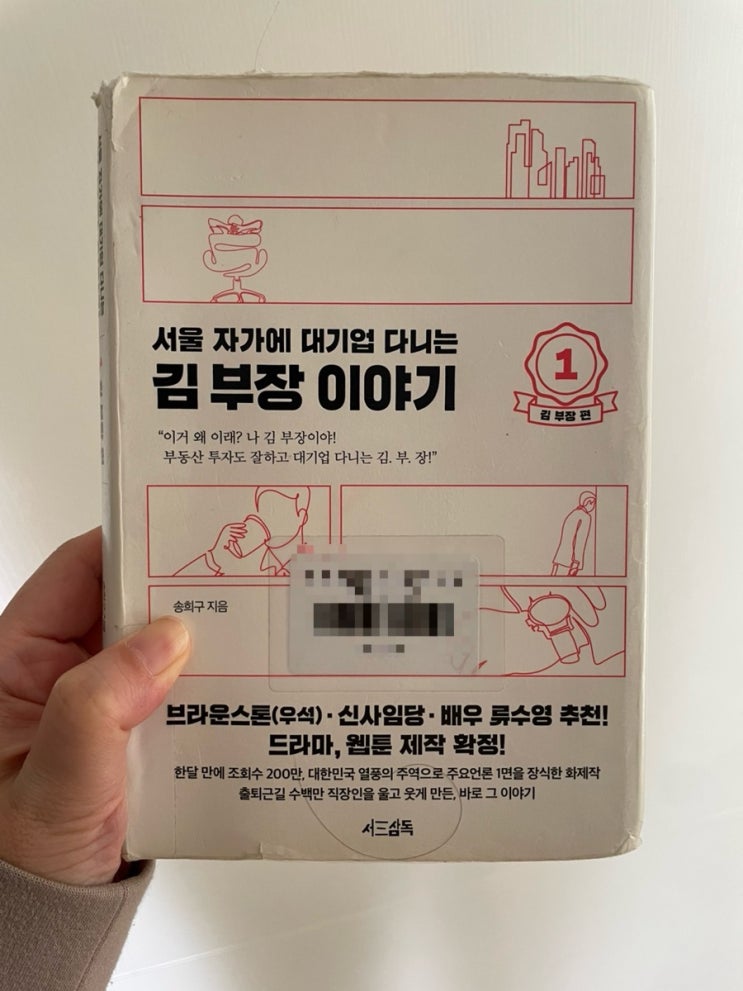 서울 자가에 대기업 다니는
김 부장 이야기
1
김 부장 편
“이거 왜 이래? 나 김 부장이야!
부동산 투자도 잘하고 대기업 다니는 김. 부. 장!”
송희구 지음
브라운스톤(우석)·신사임당·배우 류수영 추천!
드라마, 웹툰 제작 확정!
한달 만에 조회수 200만, 대한민국 열풍의 주역으로 주요언론 1면을 장식한 화제작
출퇴근길 수백만 직장인을 울고 웃게 만든, 바로 그 이야기
서삼독